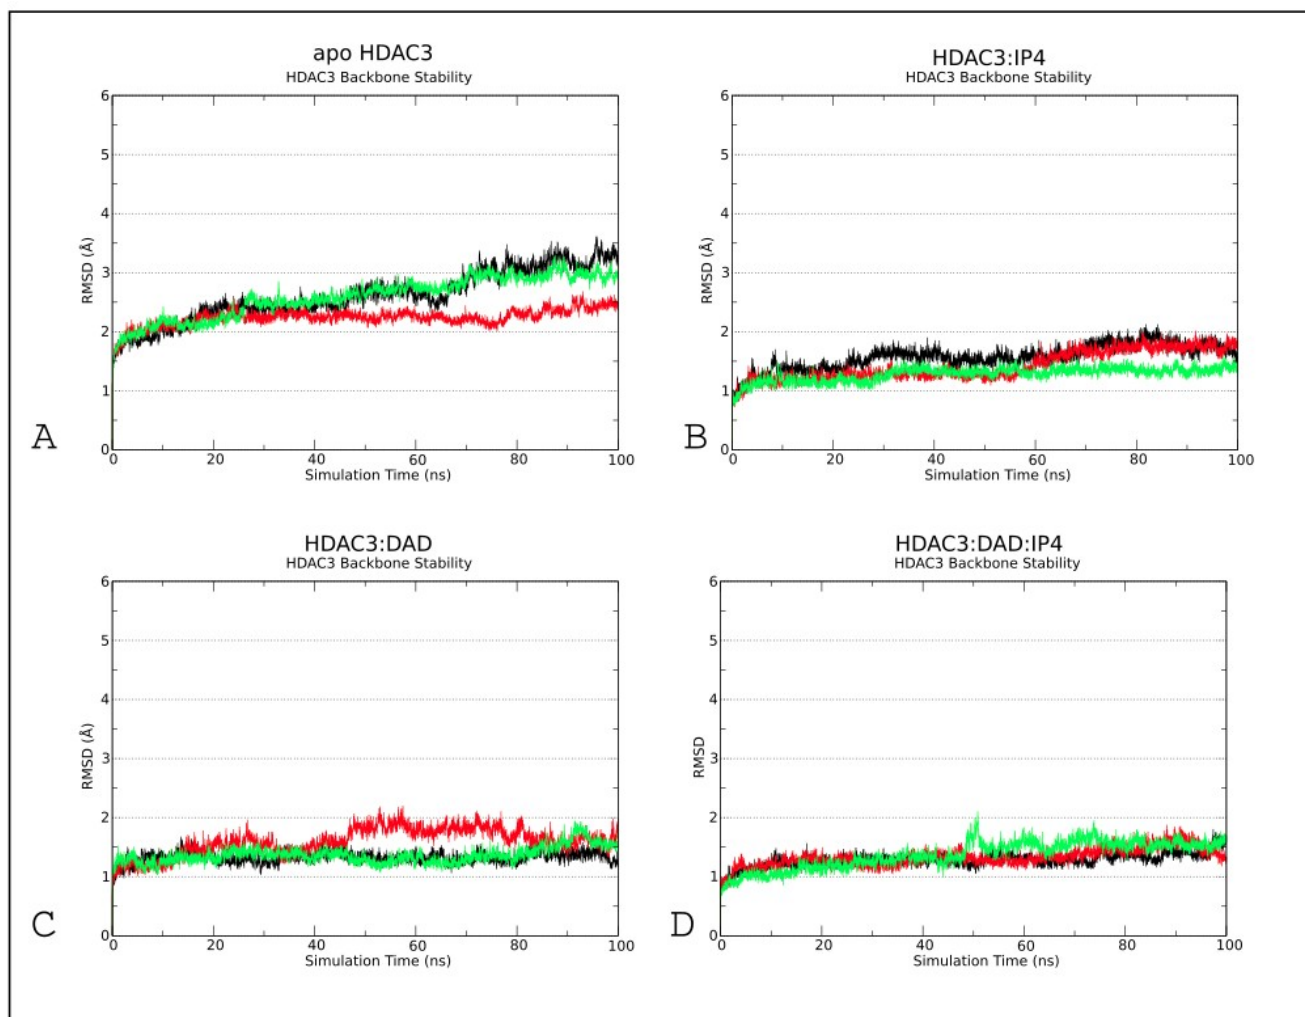 apo HDAC3
HDAC3 Backbone Stability
6
5
4
3
2
1
0
RMSD (Å)
0 20 40 60 80 100
Simulation Time (ns)
A
HDAC3:IP4
HDAC3 Backbone Stability
6
5
4
3
2
1
0
RMSD (Å)
0 20 40 60 80 100
Simulation Time (ns)
B
HDAC3:DAD
HDAC3 Backbone Stability
6
5
4
3
2
1
0
RMSD (Å)
0 20 40 60 80 100
Simulation Time (ns)
C
HDAC3:DAD:IP4
HDAC3 Backbone Stability
6
5
4
3
2
1
0
RMSD
0 20 40 60 80 100
Simulation Time (ns)
D